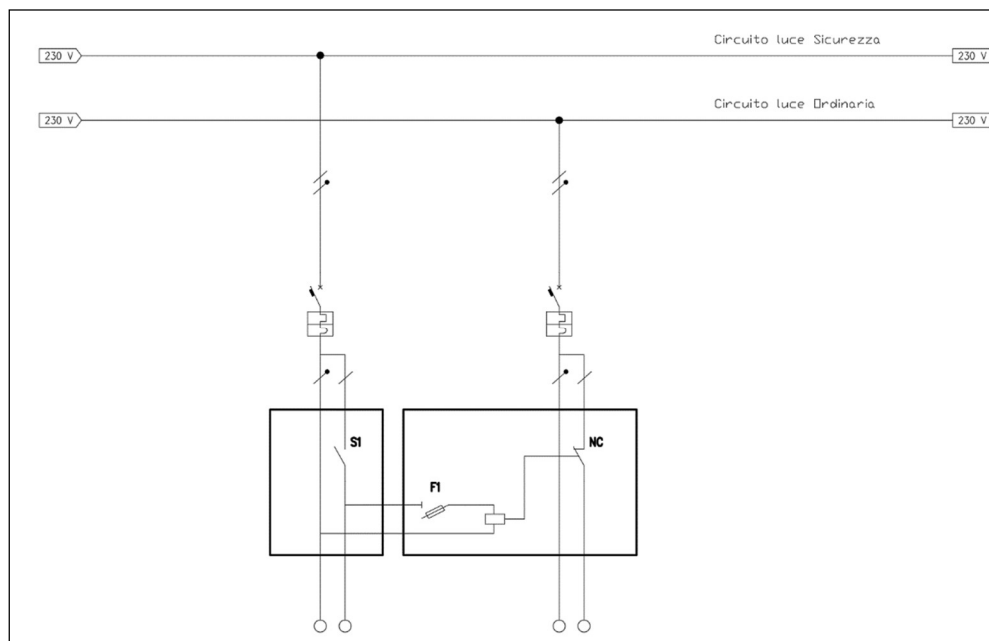 Circuito luce Sicurezza
230 V
230 V
Circuito luce Ordinaria
230 V
230 V
S1
NC
F1